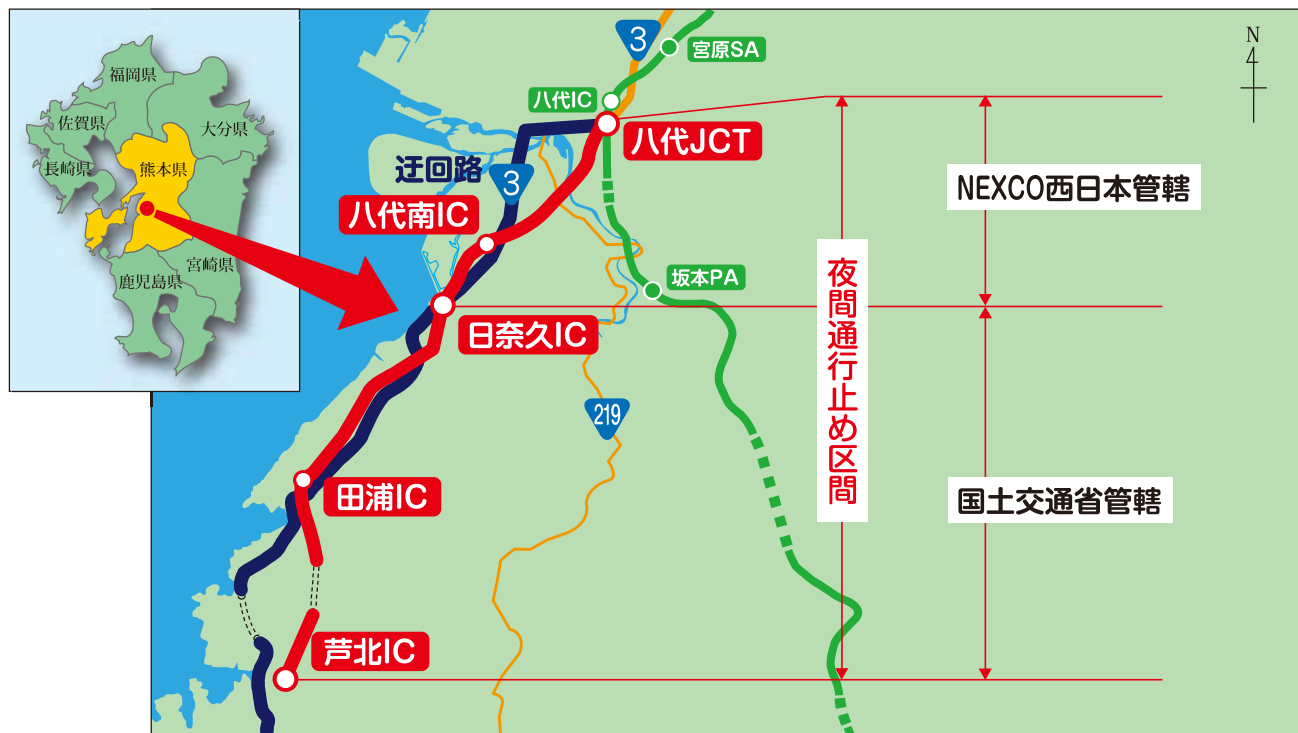 福岡県
佐賀県
大分県
長崎県
熊本県
宮崎県
鹿児島県
3
宮原SA
N
八代IC
八代JCT
迂回路
3
八代南IC
NEXCO西日本管轄
坂本PA
日奈久IC
夜間通行止め区間
219
田浦IC
国土交通省管轄
芦北IC